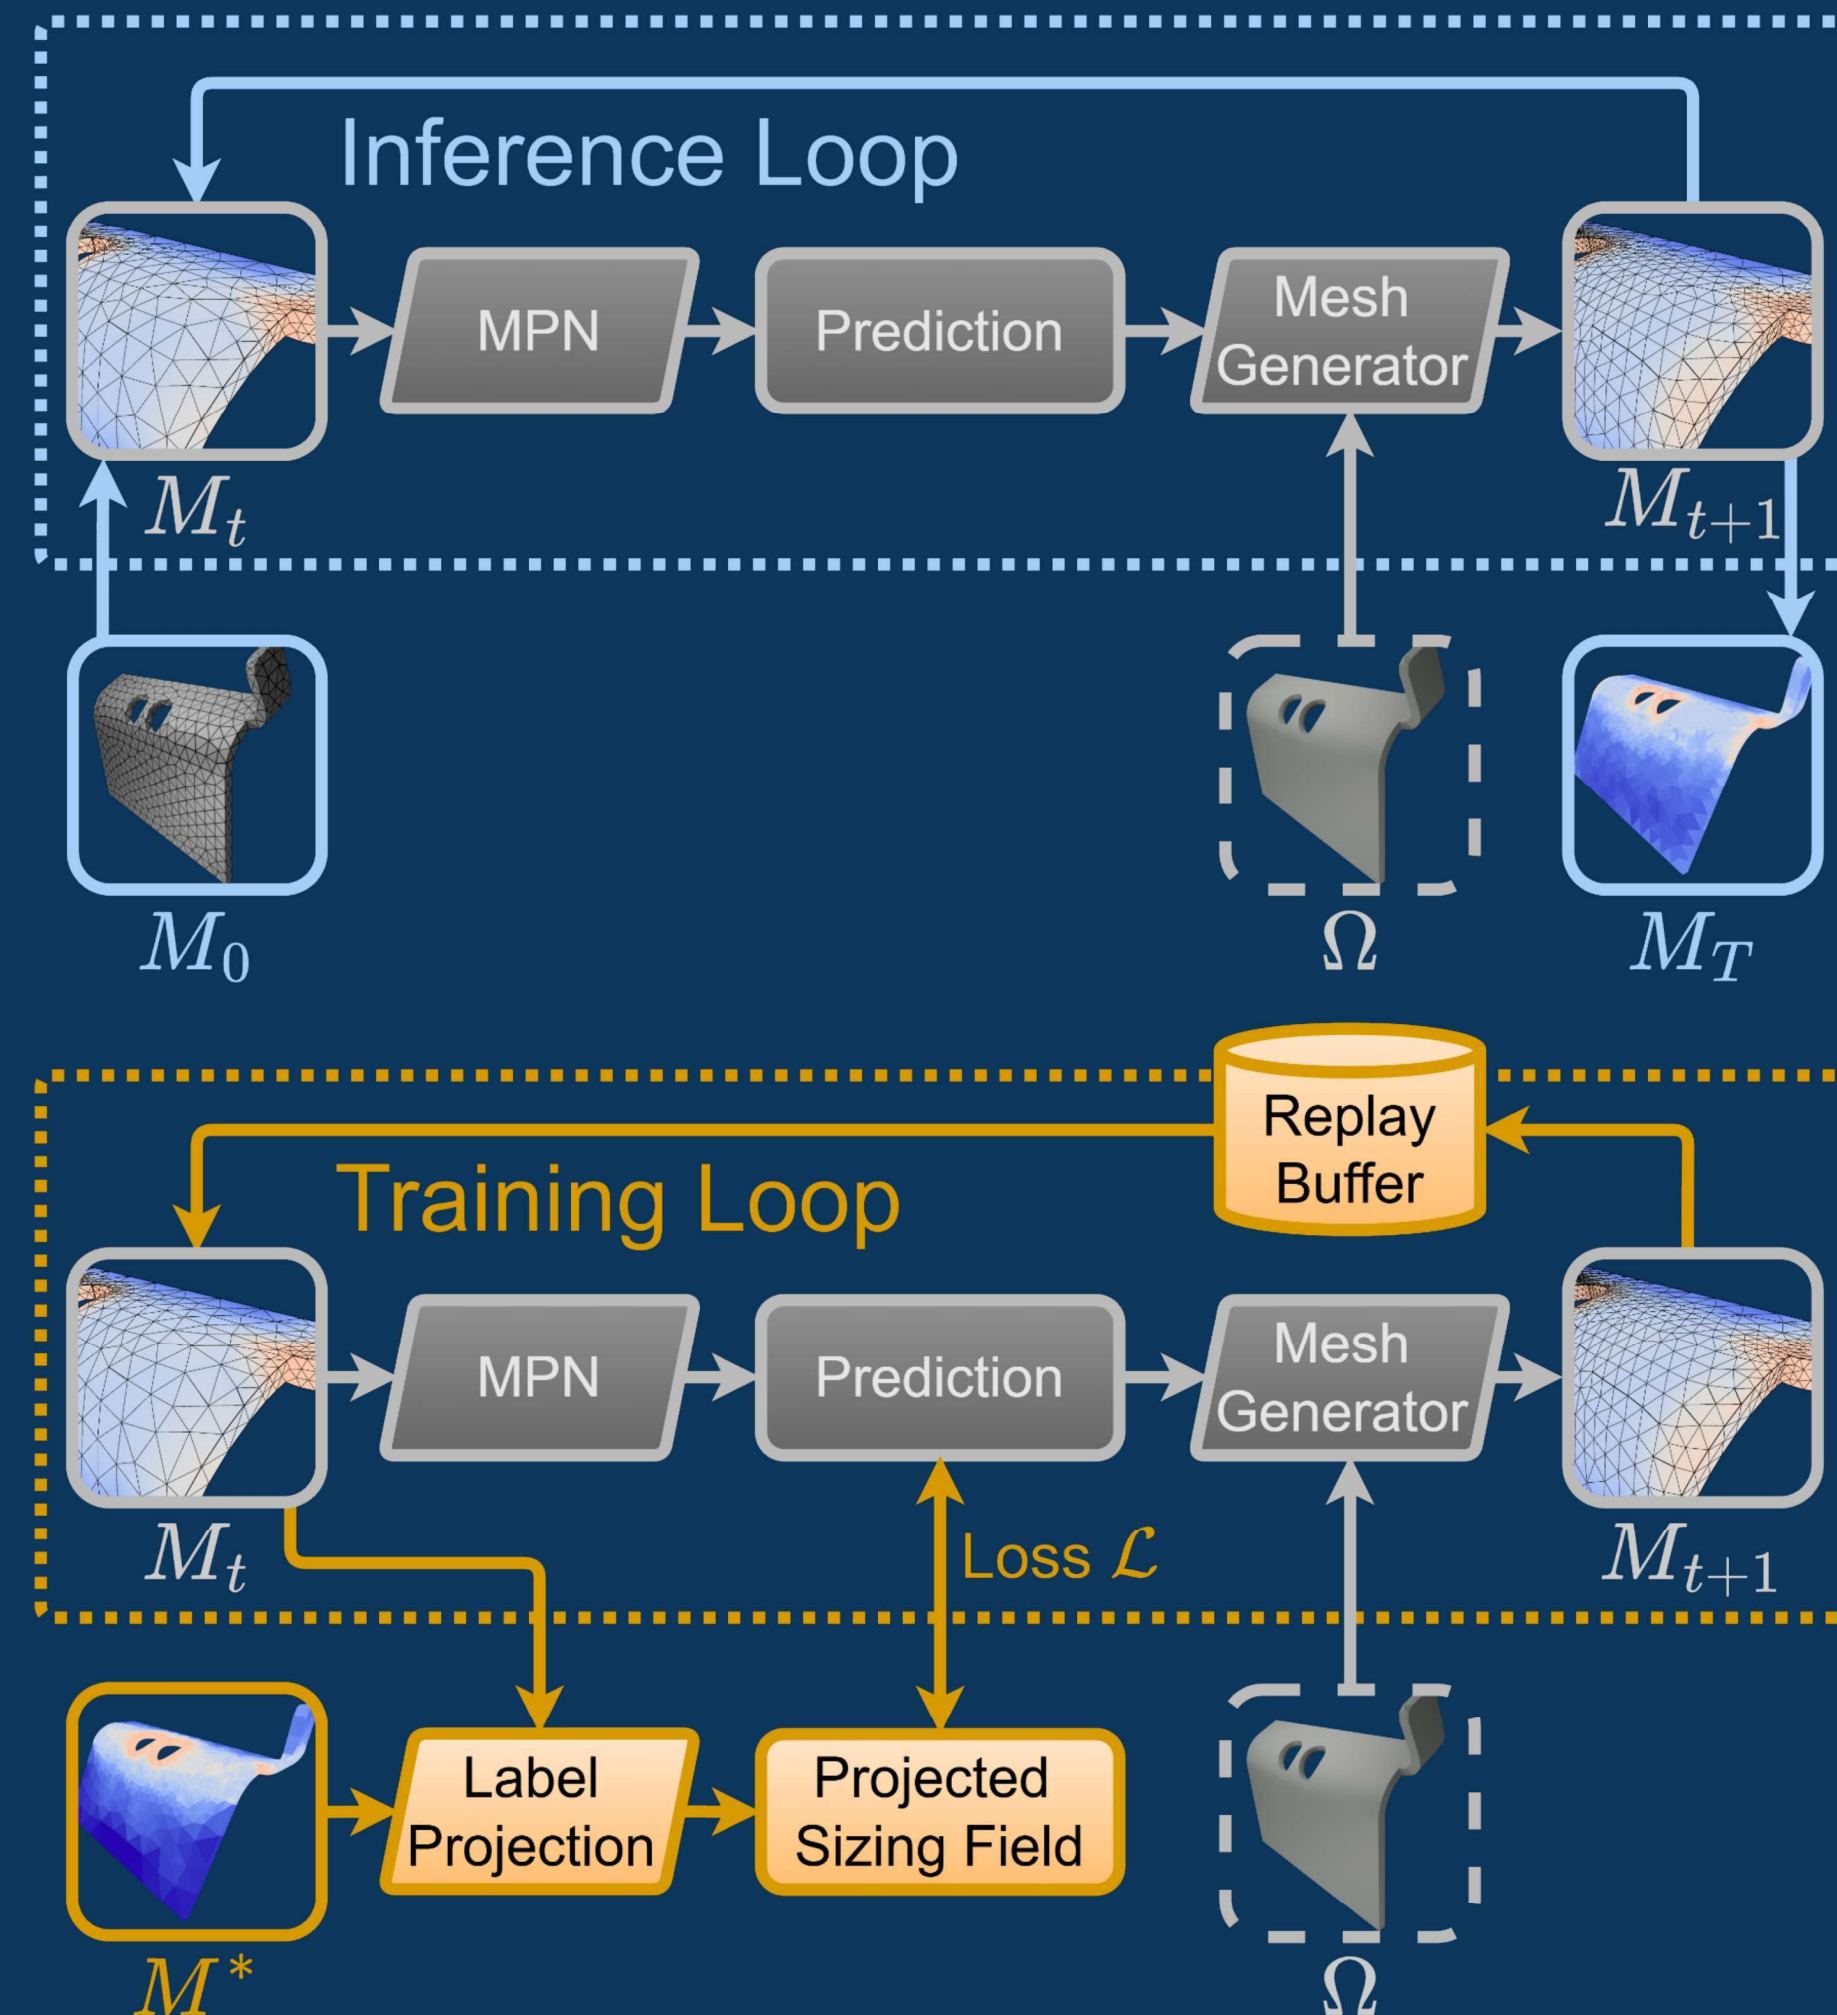 Inference Loop
MPN
Prediction
Mesh
Generator
M_t
M_{t+1}
M_0
Ω
M_T
Replay
Buffer
Training Loop
MPN
Prediction
Mesh
Generator
M_t
Loss ℒ
M_{t+1}
Label
Projection
Projected
Sizing Field
M*
Ω